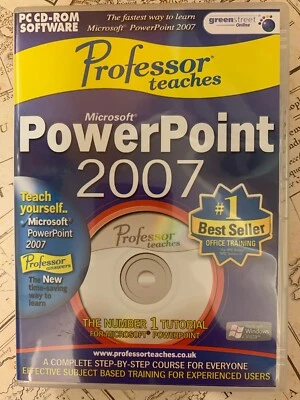 PC CD-ROM
SOFTWARE
The fastest way to learn
Microsoft® PowerPoint 2007
greenstreet
Online
Professor®
teaches
Microsoft®
PowerPoint
2007
Teach
yourself..
Microsoft
PowerPoint
2007
Professor
The New
time-saving
way to
learn
#1
Best Seller
OFFICE TRAINING
Professor
teaches
THE NUMBER 1 TUTORIAL
FOR MICROSOFT® POWERPOINT
Windows
www.professorteaches.co.uk
A COMPLETE STEP-BY-STEP COURSE FOR EVERYONE
EFFECTIVE SUBJECT BASED TRAINING FOR EXPERIENCED USERS